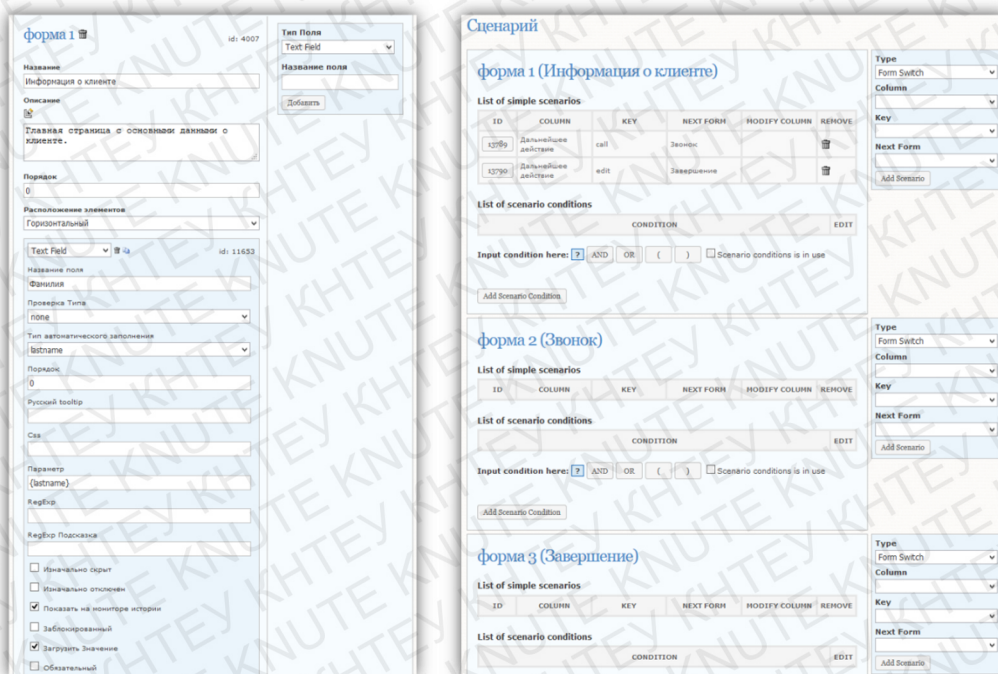 форма 1
id: 4007
Название
Информация о клиенте
Описание
Главная страница с основными данными о
клиенте.
Порядок
0
Расположение элементов
Горизонтальный
Text Field
id: 11653
Название поля
Фамилия
Проверка Типа
none
Тип автоматического заполнения
lastname
Порядок
0
Русский tooltip
Css
Параметр
{lastname}
RegExp
RegExp Подсказка
Изначально скрыт
Изначально отключен
Показать на мониторе истории
Заблокированный
Загрузить Значение
Обязательный
Тип Поля
Text Field
Название поля
Добавить
Сценарий
форма 1 (Информация о клиенте)
List of simple scenarios
ID COLUMN KEY NEXT FORM MODIFY COLUMN REMOVE
13789 Дальнейшее действие call Звонок
13790 Дальнейшее действие edit Завершение
List of scenario conditions
CONDITION EDIT
Input condition here: ? AND OR ( ) Scenario conditions is in use
Add Scenario Condition
Type
Form Switch
Column
Key
Next Form
Add Scenario
форма 2 (Звонок)
List of simple scenarios
ID COLUMN KEY NEXT FORM MODIFY COLUMN REMOVE
List of scenario conditions
CONDITION EDIT
Input condition here: ? AND OR ( ) Scenario conditions is in use
Add Scenario Condition
Type
Form Switch
Column
Key
Next Form
Add Scenario
форма 3 (Завершение)
List of simple scenarios
ID COLUMN KEY NEXT FORM MODIFY COLUMN REMOVE
List of scenario conditions
CONDITION EDIT
Type
Form Switch
Column
Key
Next Form
Add Scenario